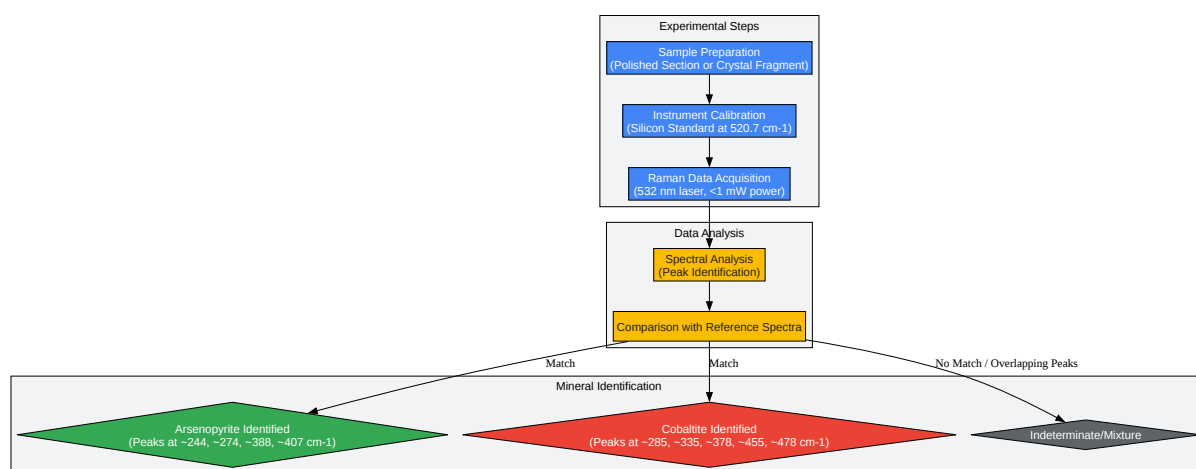 Experimental Steps
Sample Preparation
(Polished Section or Crystal Fragment)
Instrument Calibration
(Silicon Standard at 520.7 cm-1)
Raman Data Acquisition
(532 nm laser, <1 mW power)
Data Analysis
Spectral Analysis
(Peak Identification)
Comparison with Reference Spectra
Match
Match
No Match / Overlapping Peaks
Mineral Identification
Arsenopyrite Identified
(Peaks at ~244, ~274, ~388, ~407 cm-1)
Cobaltite Identified
(Peaks at ~285, ~335, ~378, ~455, ~478 cm-1)
Indeterminate/Mixture